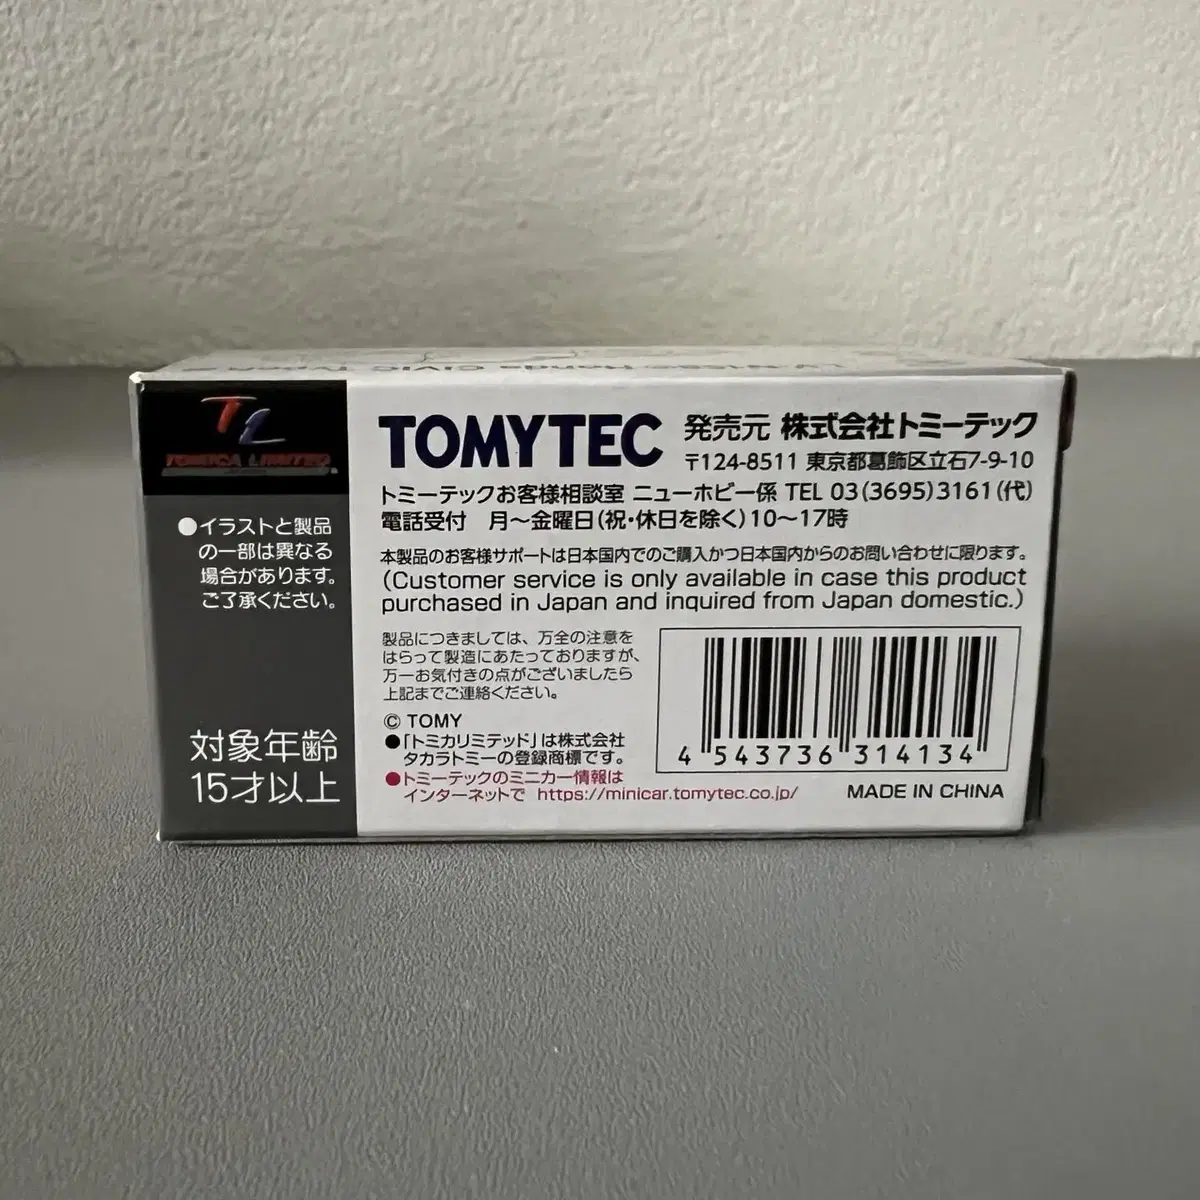 TL
TOMICA LIMITED
●イラストと製品
の一部は異なる
場合があります。
ご了承ください。
対象年齢
15才以上
TOMYTEC 発売元 株式会社トミーテック
〒124-8511 東京都葛飾区立石7-9-10
トミーテックお客様相談室 ニューホビー係 TEL 03(3695)3161(代)
電話受付 月～金曜日(祝・休日を除く)10～17時
本製品のお客様サポートは日本国内でのご購入かつ日本国内からのお問い合わせに限ります。
(Customer service is only available in case this product
purchased in Japan and inquired from Japan domestic.)
製品につきましては、万全の注意を
はらって製造にあたっておりますが、
万一お気付きの点がございましたら
上記までご連絡ください。
© TOMY
●「トミカリミテッド」は株式会社
タカラトミーの登録商標です。
●トミーテックのミニカー情報は
インターネットで https://minicar.tomytec.co.jp/
4 543736 314134
MADE IN CHINA